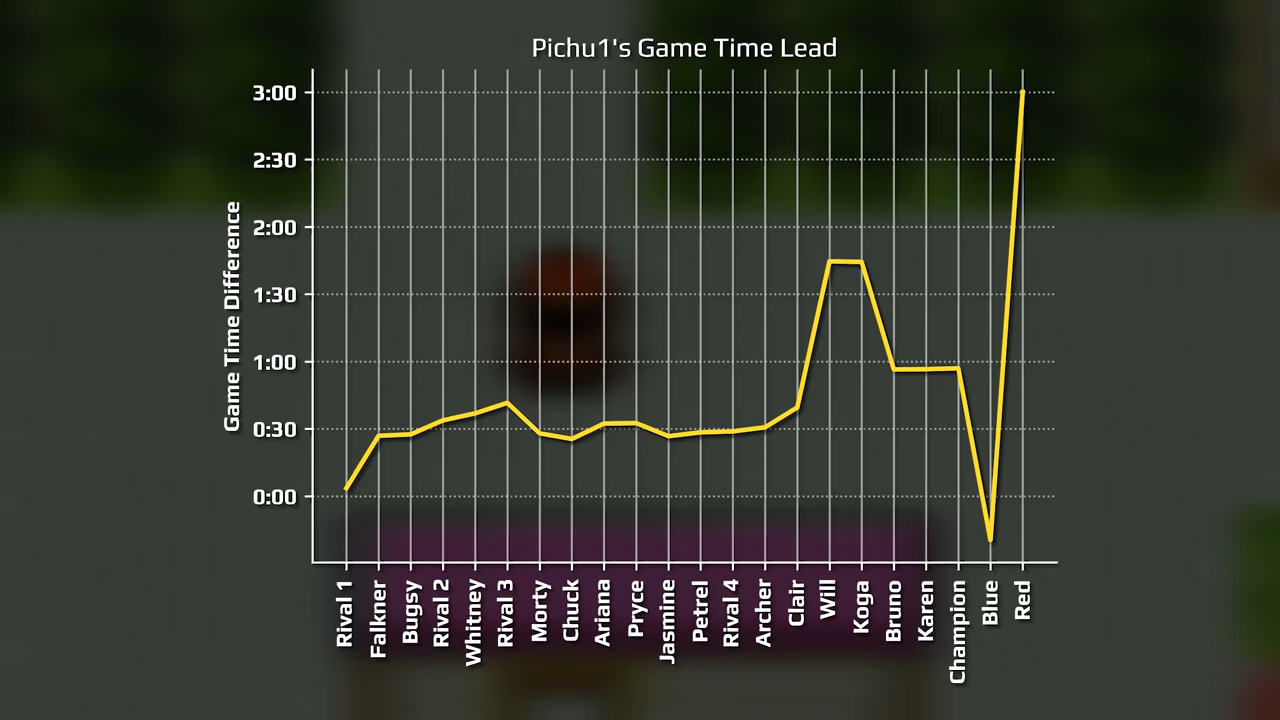 Pichu1's Game Time Lead
Game Time Difference
3:00
2:30
2:00
1:30
1:00
0:30
0:00
Rival 1
Falkner
Bugsy
Rival 2
Whitney
Rival 3
Morty
Chuck
Ariana
Pryce
Jasmine
Petrel
Rival 4
Archer
Clair
Will
Koga
Bruno
Karen
Champion
Blue
Red